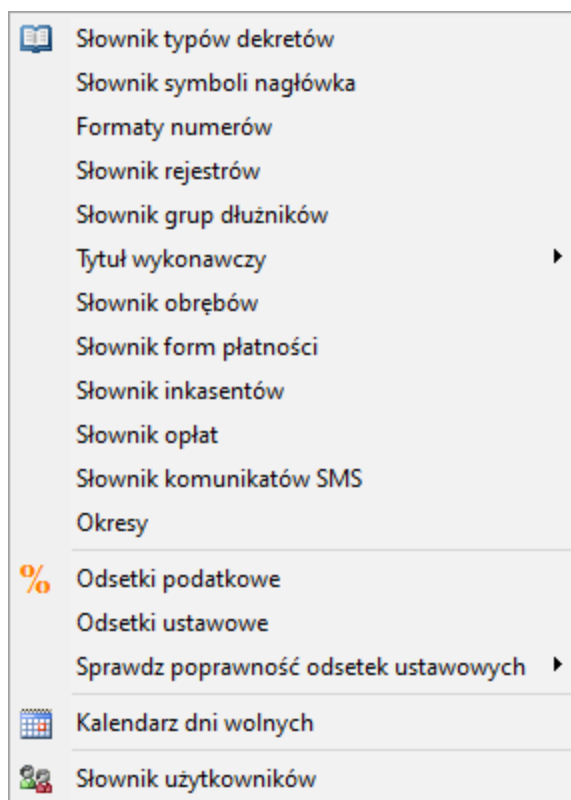 Słownik typów dekretów
Słownik symboli nagłówka
Formaty numerów
Słownik rejestrów
Słownik grup dłużników
Tytuł wykonawczy
Słownik obrębów
Słownik form płatności
Słownik inkasentów
Słownik opłat
Słownik komunikatów SMS
Okresy
% Odsetki podatkowe
Odsetki ustawowe
Sprawdz poprawność odsetek ustawowych
Kalendarz dni wolnych
Słownik użytkowników